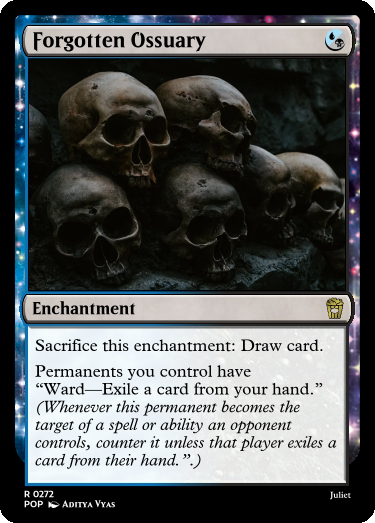 Forgotten Ossuary
Enchantment
Sacrifice this enchantment: Draw card.
Permanents you control have
“Ward—Exile a card from your hand.”
(Whenever this permanent becomes the
target of a spell or ability an opponent
controls, counter it unless that player exiles a
card from their hand.”.)
R 0272
POP Aditya Vyas
Juliet